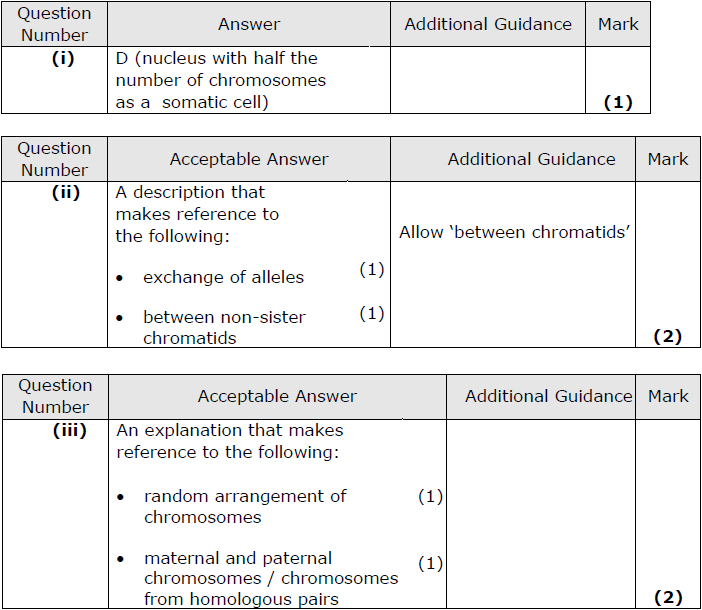 Question Number Answer Additional Guidance Mark
(i) D (nucleus with half the
number of chromosomes
as a somatic cell) (1)
Question Number Acceptable Answer Additional Guidance Mark
(ii) A description that
makes reference to
the following:
Allow ‘between chromatids’
• exchange of alleles (1)
• between non-sister (1)
chromatids (2)
Question Number Acceptable Answer Additional Guidance Mark
(iii) An explanation that makes
reference to the following:
• random arrangement of (1)
chromosomes
• maternal and paternal (1)
chromosomes / chromosomes
from homologous pairs (2)